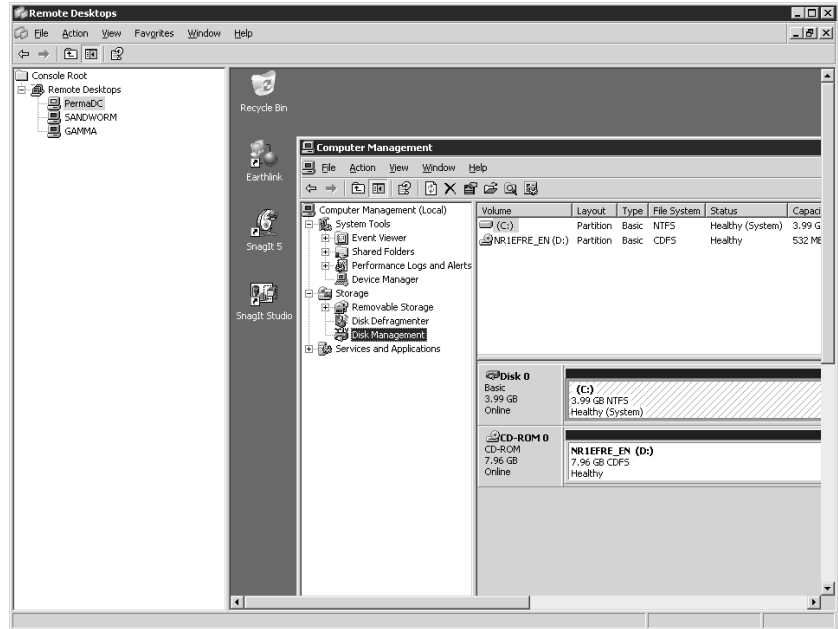 Remote Desktops
File Action View Favorites Window Help
Console Root
Remote Desktops
PermaDC
SANDWORM
GAMMA
Recycle Bin
Earthlink
SnagIt 5
SnagIt Studio
Computer Management
File Action View Window Help
Computer Management (Local)
System Tools
Event Viewer
Shared Folders
Performance Logs and Alerts
Device Manager
Storage
Removable Storage
Disk Defragmenter
Disk Management
Services and Applications
Volume Layout Type File System Status Capaci
(C:) Partition Basic NTFS Healthy (System) 3.99 G
NR1EFRE_EN (D:) Partition Basic CDFS Healthy 532 ME
Disk 0
Basic
3.99 GB
Online
(C:)
3.99 GB NTFS
Healthy (System)
CD-ROM 0
CD-ROM
7.96 GB
Online
NR1EFRE_EN (D:)
7.96 GB CDFS
Healthy